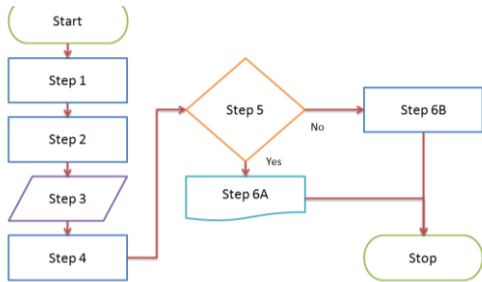 Start
Step 1
Step 2
Step 3
Step 4
Step 5
No
Yes
Step 6A
Step 6B
Stop